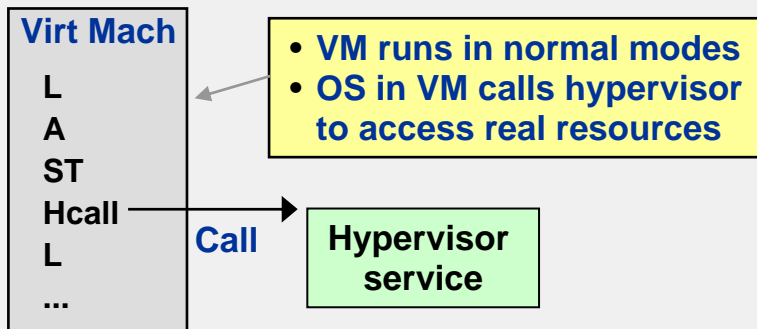 Virt Mach
L
A
ST
Hcall
L
...
• VM runs in normal modes
• OS in VM calls hypervisor
to access real resources
Call
Hypervisor
service